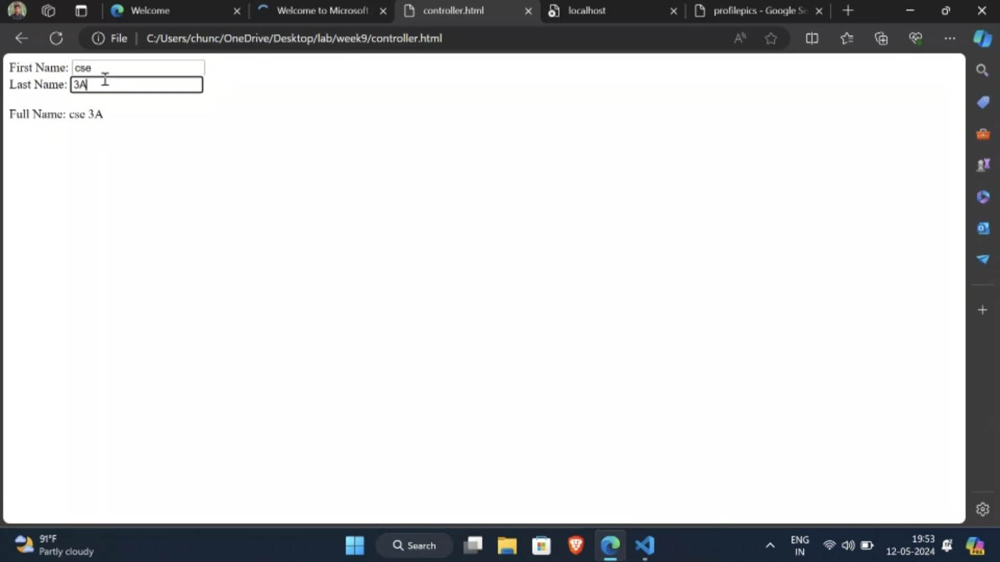 Welcome
Welcome to Microsoft
controller.html
localhost
profilepics - Google Se
File
C:/Users/chunc/OneDrive/Desktop/lab/week9/controller.html
First Name: cse
Last Name: 3A
Full Name: cse 3A
91°F
Partly cloudy
Search
ENG
IN
19:53
12-05-2024
PRE